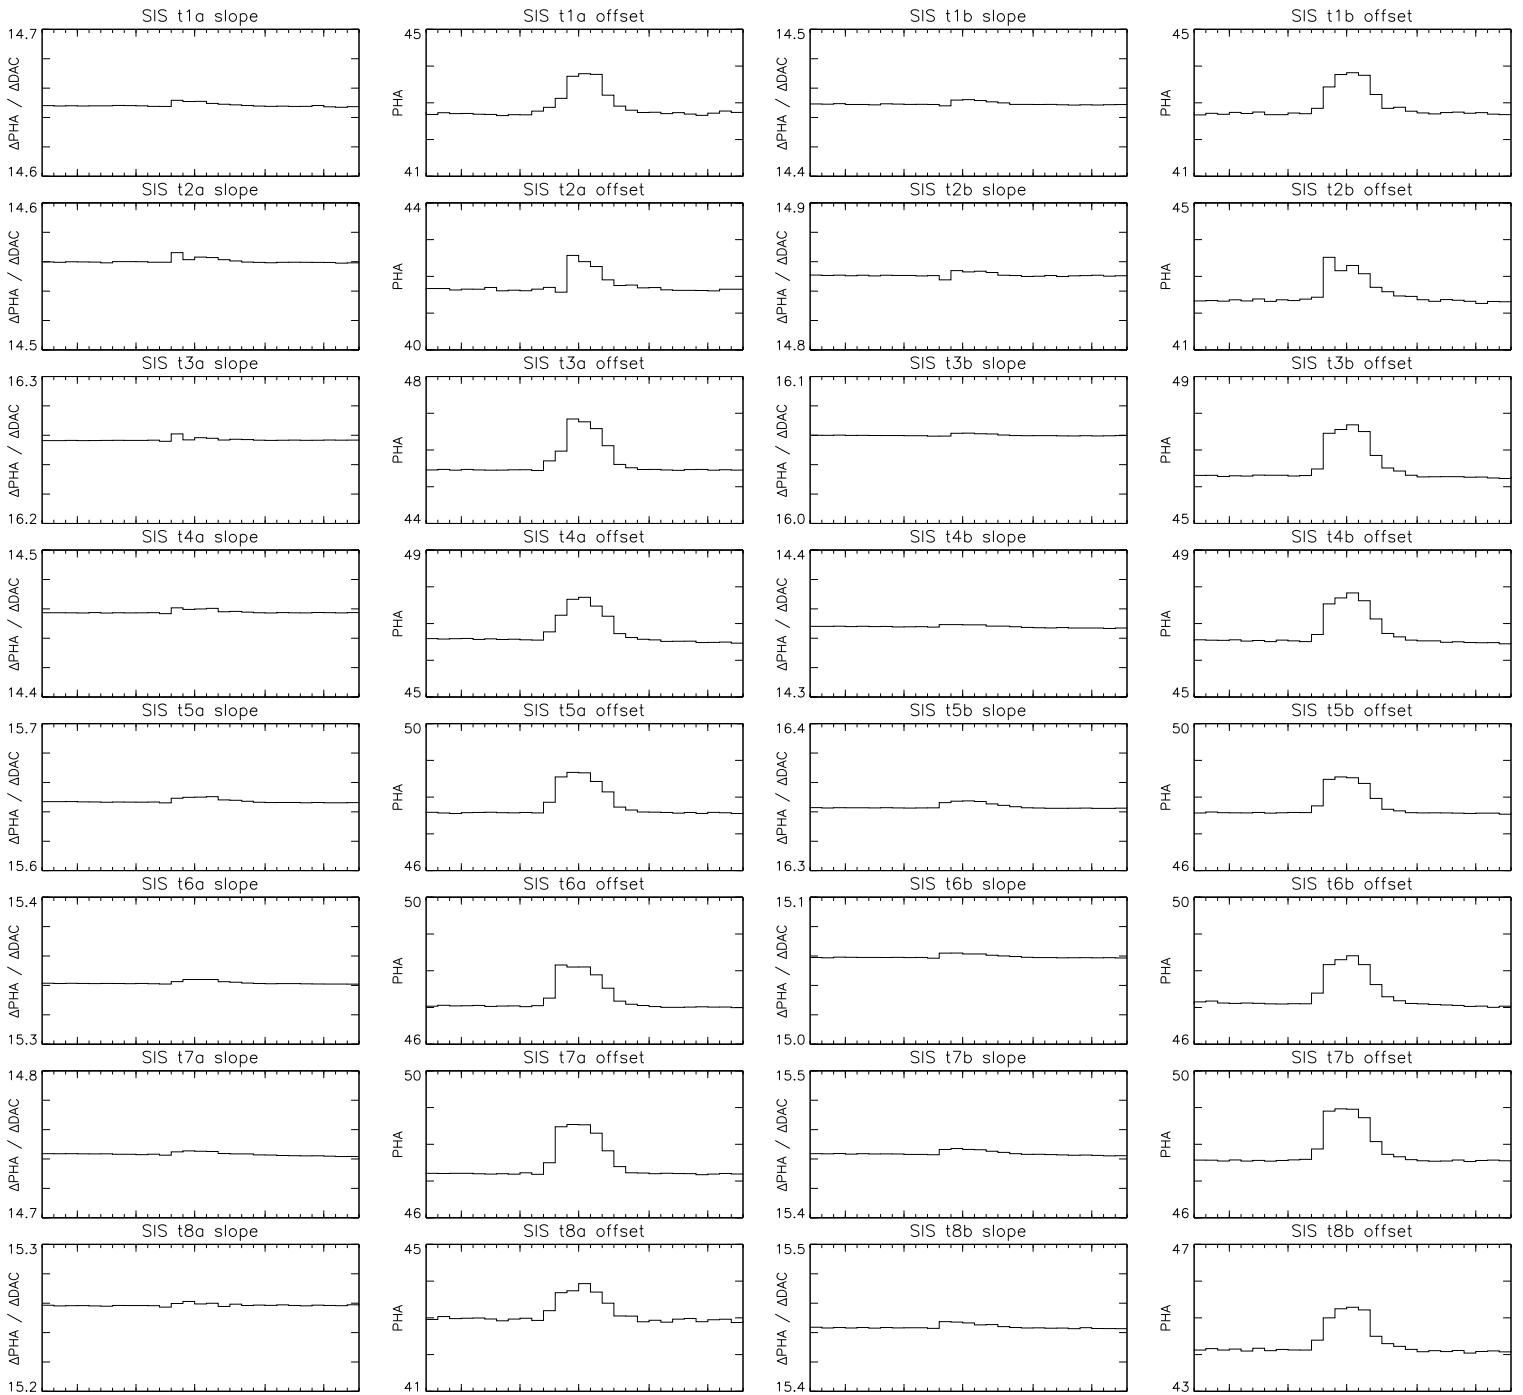 SIS t1a slope
14.7
ΔPHA / ΔDAC
14.6
SIS t1a offset
45
PHA
41
SIS t1b slope
14.5
ΔPHA / ΔDAC
14.4
SIS t1b offset
45
PHA
41
SIS t2a slope
14.6
ΔPHA / ΔDAC
14.5
SIS t2a offset
44
PHA
40
SIS t2b slope
14.9
ΔPHA / ΔDAC
14.8
SIS t2b offset
45
PHA
41
SIS t3a slope
16.3
ΔPHA / ΔDAC
16.2
SIS t3a offset
48
PHA
44
SIS t3b slope
16.1
ΔPHA / ΔDAC
16.0
SIS t3b offset
49
PHA
45
SIS t4a slope
14.5
ΔPHA / ΔDAC
14.4
SIS t4a offset
49
PHA
45
SIS t4b slope
14.4
ΔPHA / ΔDAC
14.3
SIS t4b offset
49
PHA
45
SIS t5a slope
15.7
ΔPHA / ΔDAC
15.6
SIS t5a offset
50
PHA
46
SIS t5b slope
16.4
ΔPHA / ΔDAC
16.3
SIS t5b offset
50
PHA
46
SIS t6a slope
15.4
ΔPHA / ΔDAC
15.3
SIS t6a offset
50
PHA
46
SIS t6b slope
15.1
ΔPHA / ΔDAC
15.0
SIS t6b offset
50
PHA
46
SIS t7a slope
14.8
ΔPHA / ΔDAC
14.7
SIS t7a offset
50
PHA
46
SIS t7b slope
15.5
ΔPHA / ΔDAC
15.4
SIS t7b offset
50
PHA
46
SIS t8a slope
15.3
ΔPHA / ΔDAC
15.2
SIS t8a offset
45
PHA
41
SIS t8b slope
15.5
ΔPHA / ΔDAC
15.4
SIS t8b offset
47
PHA
43